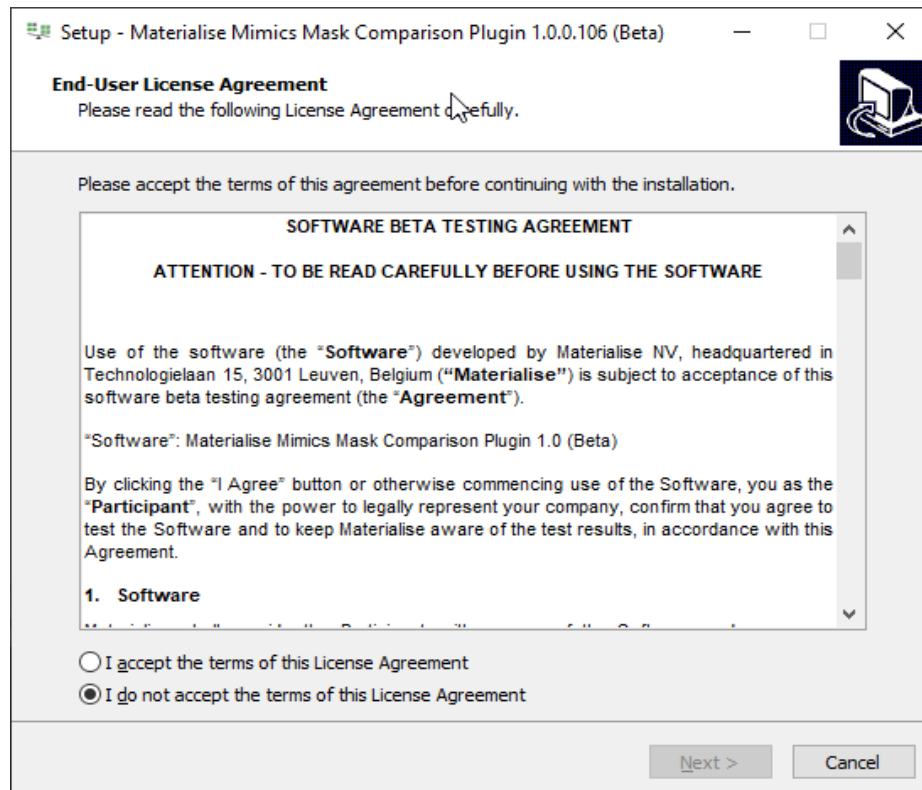 Setup - Materialise Mimics Mask Comparison Plugin 1.0.0.106 (Beta)
End-User License Agreement
Please read the following License Agreement carefully.
Please accept the terms of this agreement before continuing with the installation.
SOFTWARE BETA TESTING AGREEMENT
ATTENTION - TO BE READ CAREFULLY BEFORE USING THE SOFTWARE
Use of the software (the “Software”) developed by Materialise NV, headquartered in
Technologielaan 15, 3001 Leuven, Belgium (“Materialise”) is subject to acceptance of this
software beta testing agreement (the “Agreement”).
“Software”: Materialise Mimics Mask Comparison Plugin 1.0 (Beta)
By clicking the “I Agree” button or otherwise commencing use of the Software, you as the
“Participant”, with the power to legally represent your company, confirm that you agree to
test the Software and to keep Materialise aware of the test results, in accordance with this
Agreement.
1. Software
I accept the terms of this License Agreement
I do not accept the terms of this License Agreement
Next >
Cancel